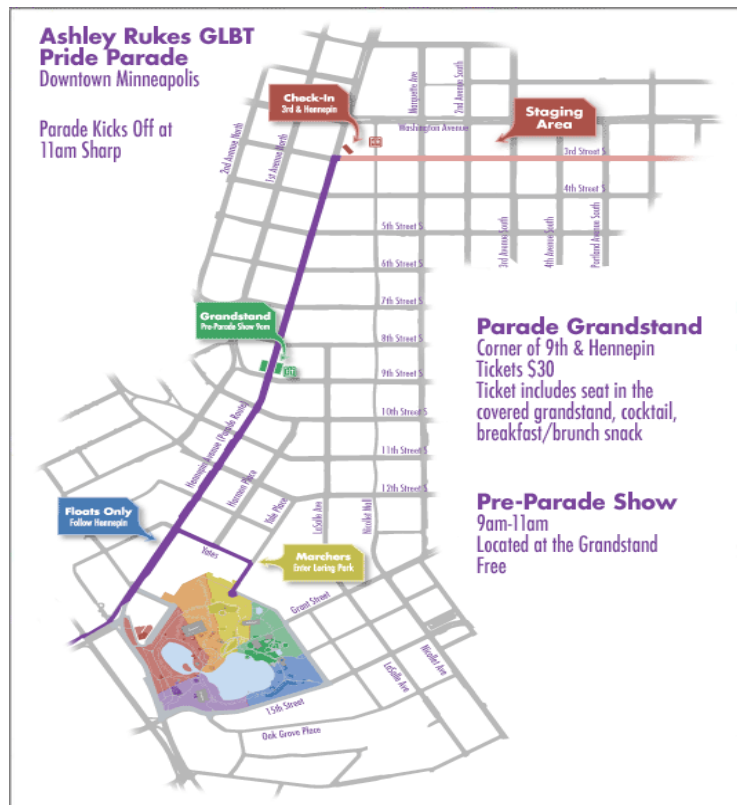 Ashley Rukes GLBT
Pride Parade
Downtown Minneapolis
Parade Kicks Off at
11am Sharp
Check-In
3rd & Hennepin
Staging
Area
Marquette Ave
2nd Avenue South
Washington Avenue
2nd Avenue North
1st Avenue North
3rd Street S
4th Street S
5th Street S
3rd Avenue South
4th Avenue South
Portland Avenue South
6th Street S
7th Street S
Grandstand
Pre-Parade Show 9am
8th Street S
9th Street S
10th Street S
11th Street S
12th Street S
Parade Grandstand
Corner of 9th & Hennepin
Tickets $30
Ticket includes seat in the
covered grandstand, cocktail,
breakfast/brunch snack
Pre-Parade Show
9am-11am
Located at the Grandstand
Free
Hennepin Avenue (Parade Route)
Harmon Place
Yale Place
LaSalle Ave
Nicollet Mall
Floats Only
Follow Hennepin
Yates
Marchers
Enter Loring Park
Grant Street
Nicollet Ave
LaSalle Ave
15th Street
Oak Grove Place